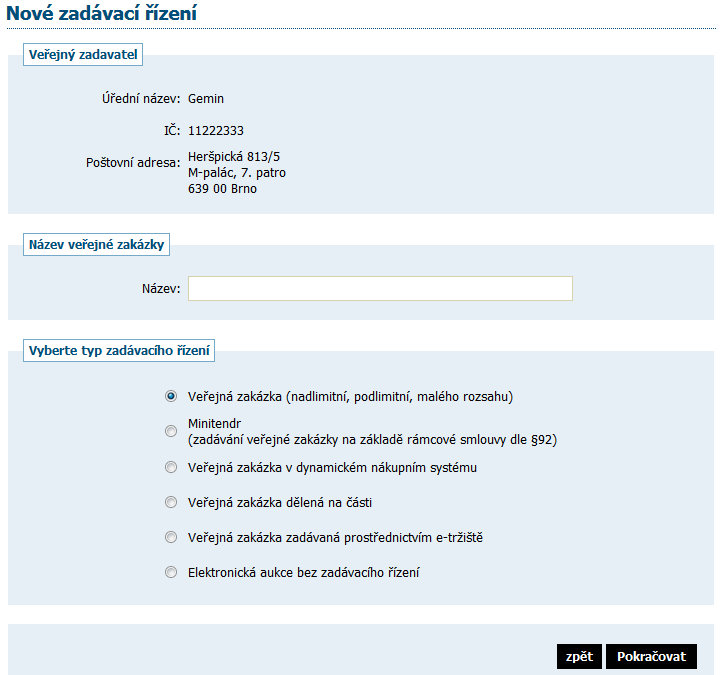 Nové zadávací řízení
Veřejný zadavatel
Úřední název: Gemin
IČ: 11222333
Poštovní adresa: Heršpická 813/5
M-palác, 7. patro
639 00 Brno
Název veřejné zakázky
Název:
Vyberte typ zadávacího řízení
Veřejná zakázka (nadlimitní, podlimitní, malého rozsahu)
Minitendr
(zadávání veřejné zakázky na základě rámcové smlouvy dle §92)
Veřejná zakázka v dynamickém nákupním systému
Veřejná zakázka dělená na části
Veřejná zakázka zadávaná prostřednictvím e-tržiště
Elektronická aukce bez zadávacího řízení
zpět Pokračovat